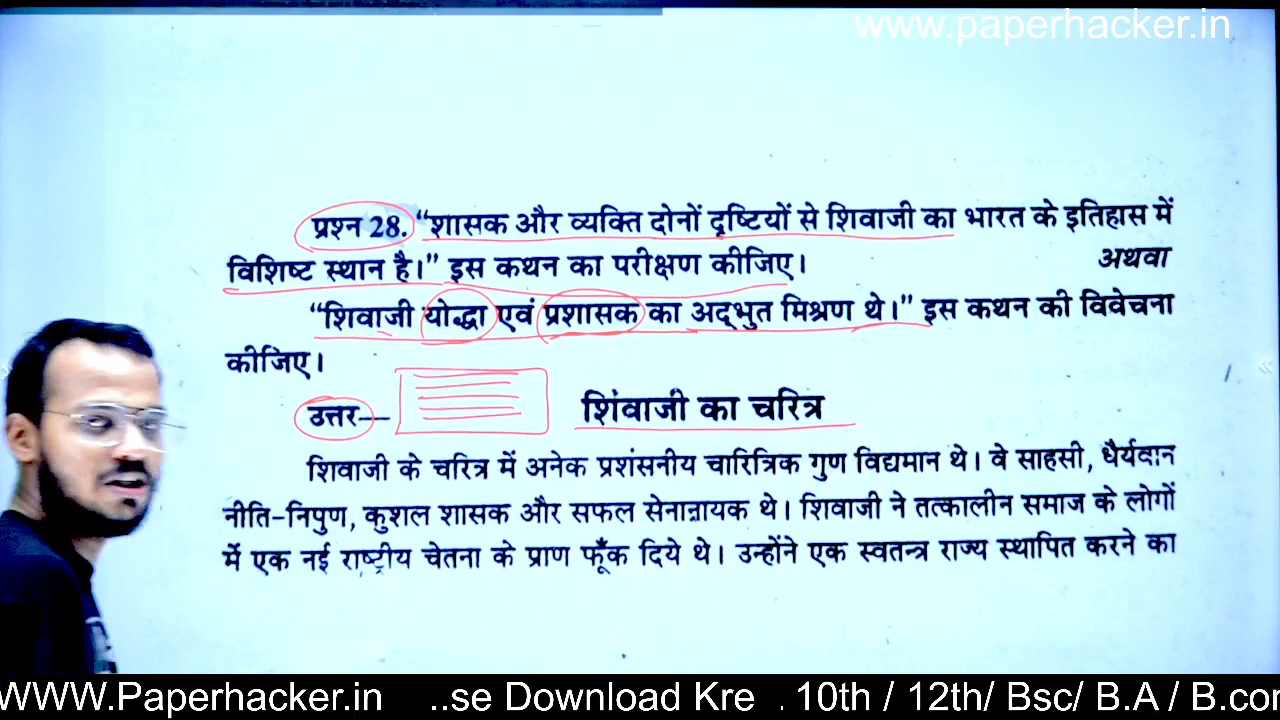 www.paperhacker.in
प्रश्न 28. “शासक और व्यक्ति दोनों दृष्टियों से शिवाजी का भारत के इतिहास में
विशिष्ट स्थान है।” इस कथन का परीक्षण कीजिए। अथवा
“शिवाजी योद्धा एवं प्रशासक का अद्भुत मिश्रण थे।” इस कथन की विवेचना
कीजिए।
उत्तर— शिवाजी का चरित्र
शिवाजी के चरित्र में अनेक प्रशंसनीय चारित्रिक गुण विद्यमान थे। वे साहसी, धैर्यवान
नीति-निपुण, कुशल शासक और सफल सेनानायक थे। शिवाजी ने तत्कालीन समाज के लोगों
में एक नई राष्ट्रीय चेतना के प्राण फूँक दिये थे। उन्होंने एक स्वतन्त्र राज्य स्थापित करने का
WWW.Paperhacker.in ..se Download Kre . 10th / 12th/ Bsc/ B.A / B.com